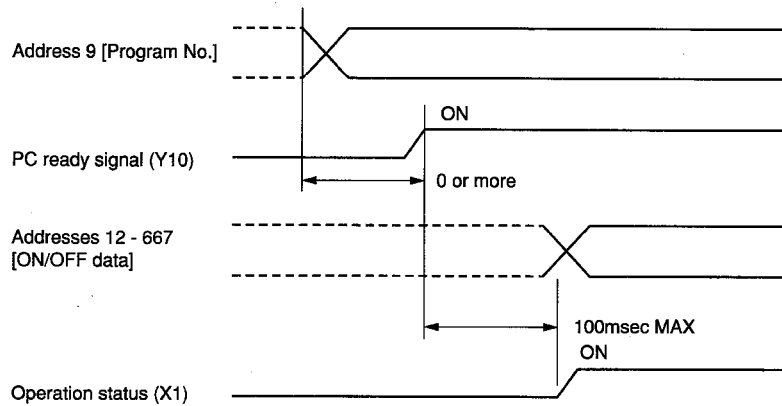 Address 9 [Program No.]
ON
PC ready signal (Y10)
0 or more
Addresses 12 - 667
[ON/OFF data]
100msec MAX
ON
Operation status (X1)